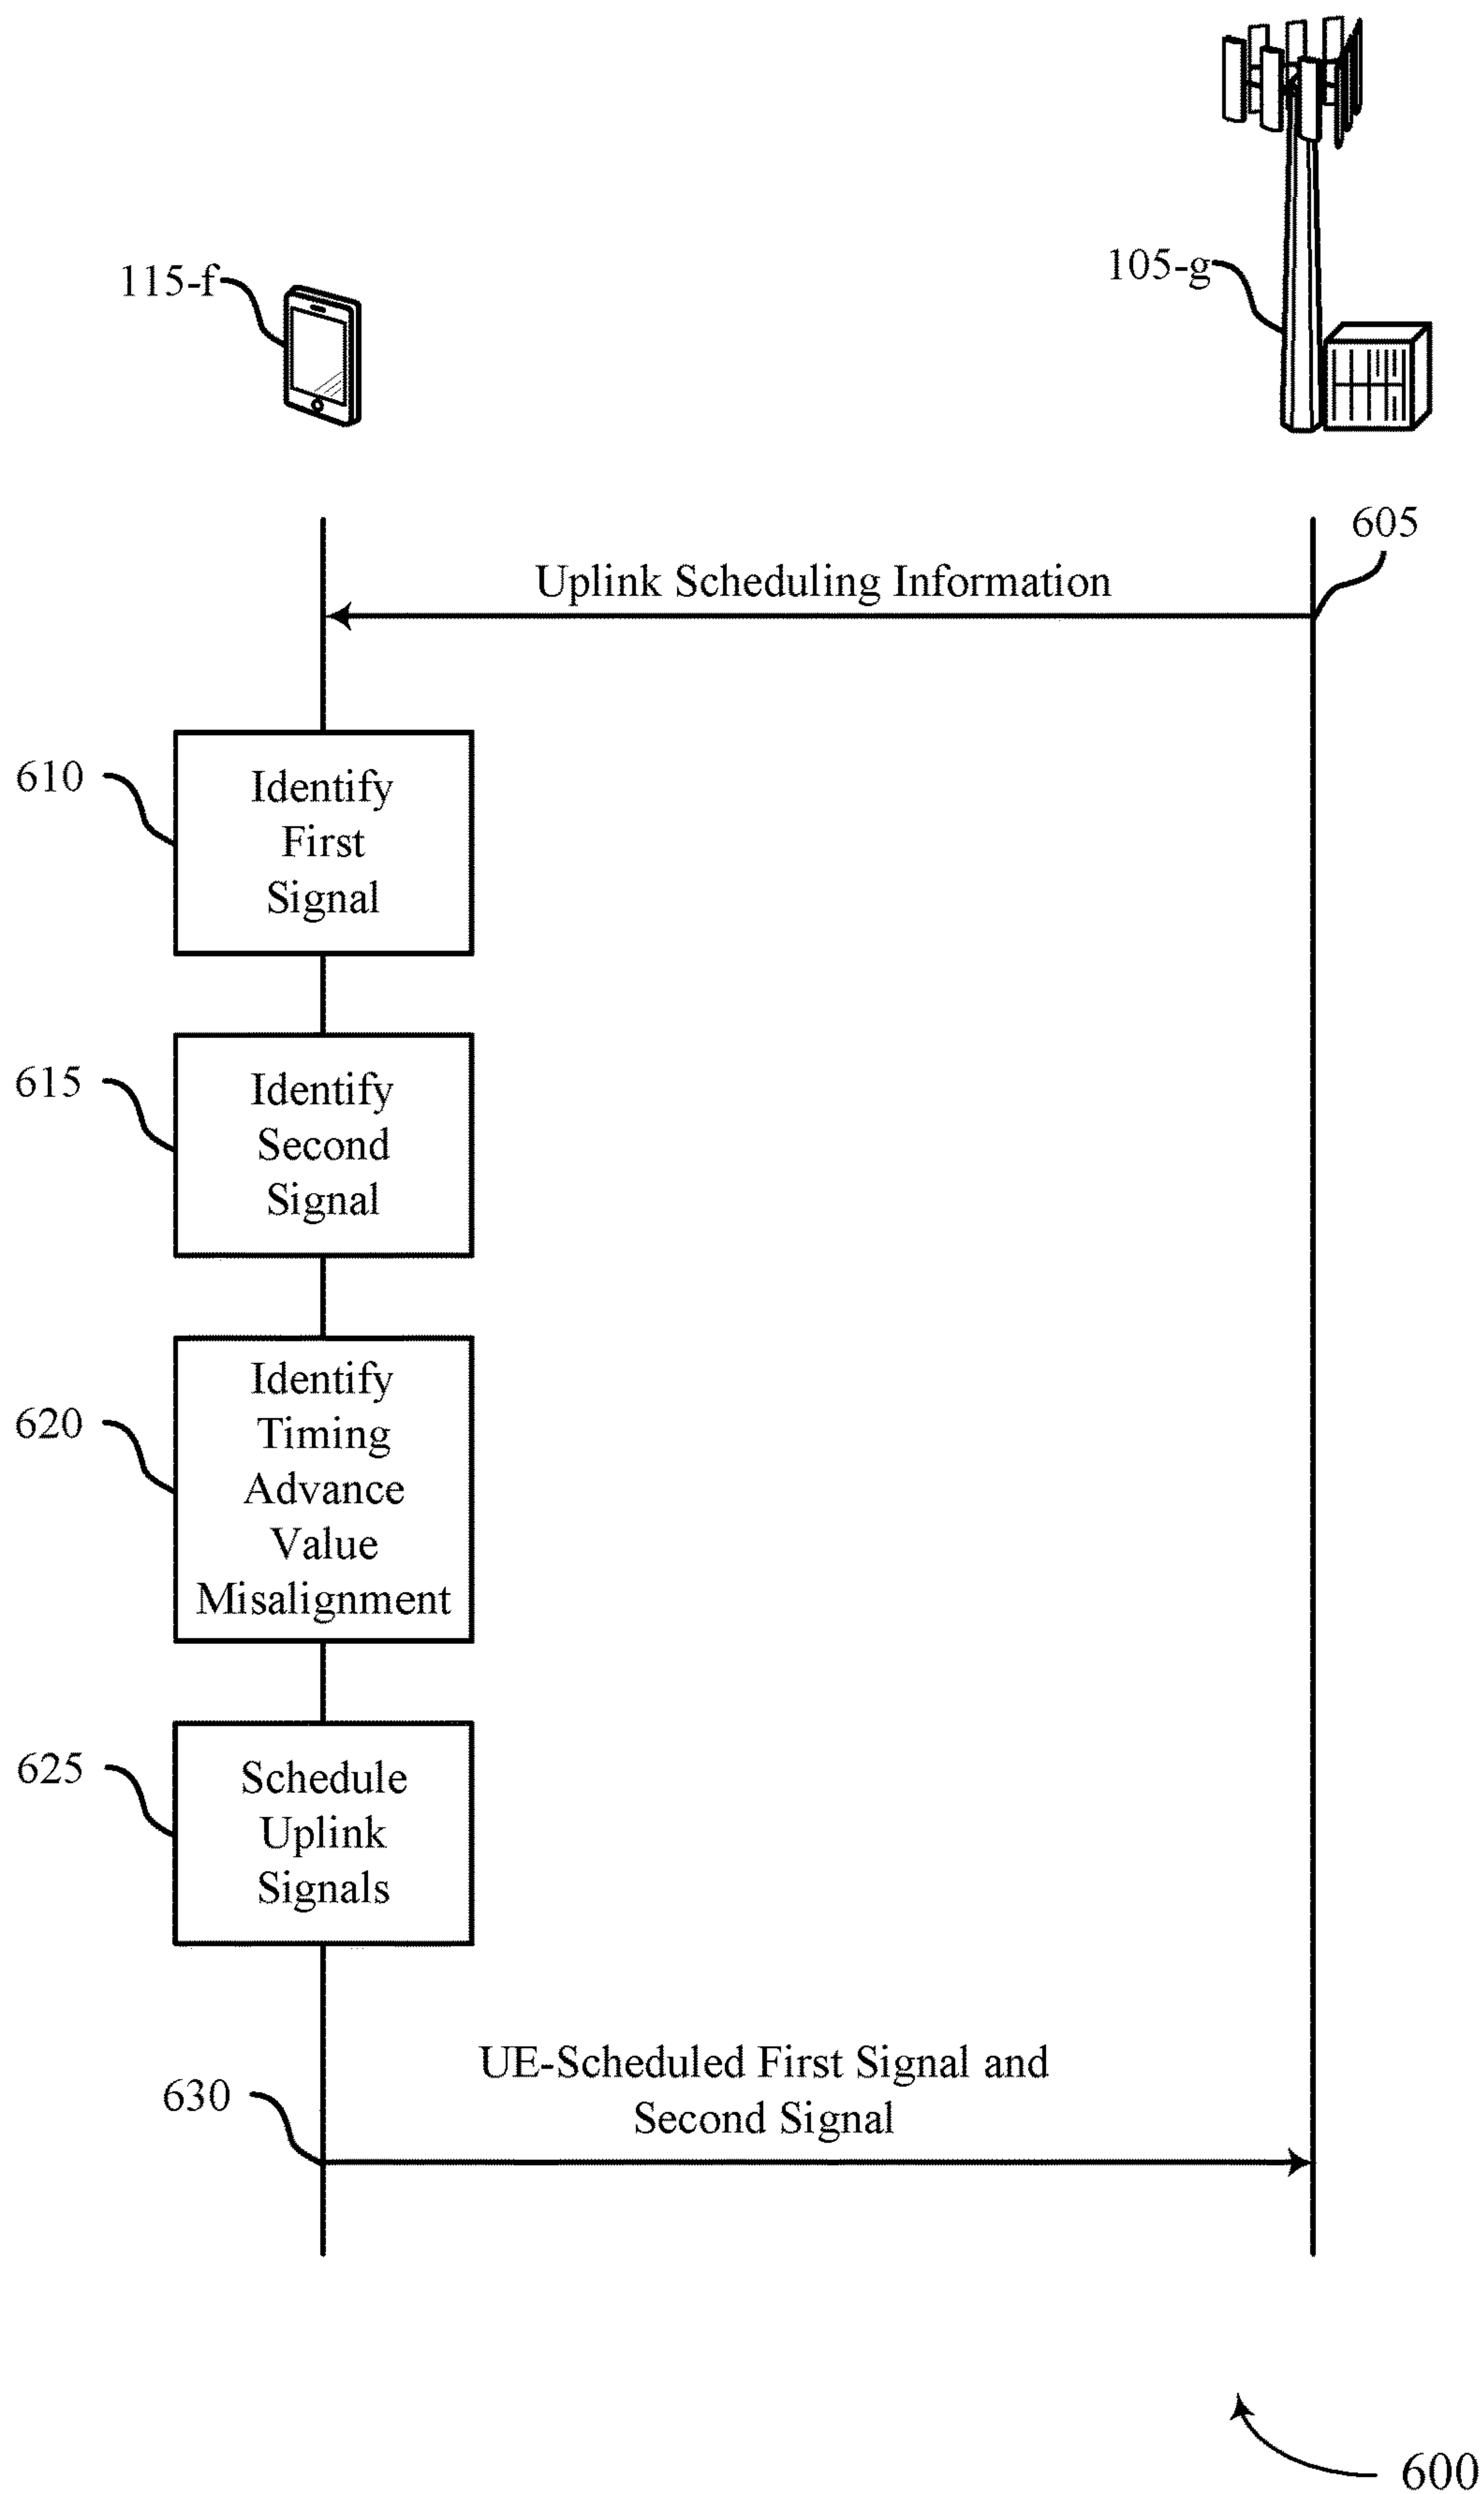 115-f
105-g
605
Uplink Scheduling Information
610
Identify
First
Signal
615
Identify
Second
Signal
620
Identify
Timing
Advance
Value
Misalignment
625
Schedule
Uplink
Signals
UE-Scheduled First Signal and
Second Signal
630
600